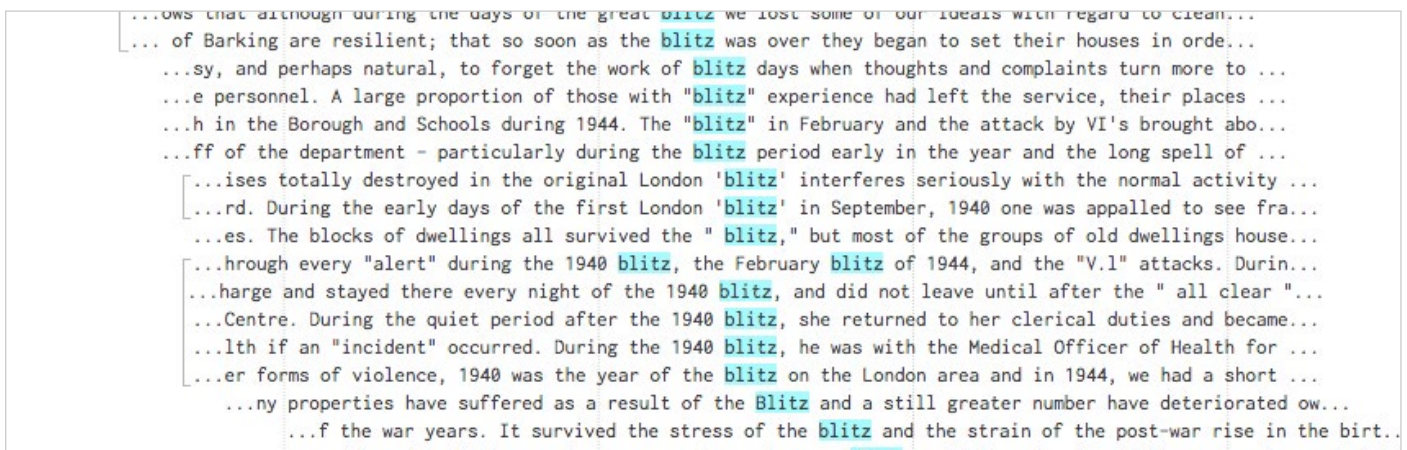 ...ows that although during the days of the great blitz we lost some of our ideals with regard to clean...
... of Barking are resilient; that so soon as the blitz was over they began to set their houses in orde...
...sy, and perhaps natural, to forget the work of blitz days when thoughts and complaints turn more to ...
...e personnel. A large proportion of those with "blitz" experience had left the service, their places ...
...h in the Borough and Schools during 1944. The "blitz" in February and the attack by VI's brought abo...
...ff of the department – particularly during the blitz period early in the year and the long spell of ...
...ises totally destroyed in the original London 'blitz' interferes seriously with the normal activity ...
...rd. During the early days of the first London 'blitz' in September, 1940 one was appalled to see fra...
...es. The blocks of dwellings all survived the " blitz," but most of the groups of old dwellings house...
...hrough every "alert" during the 1940 blitz, the February blitz of 1944, and the "V.l" attacks. Durin...
...harge and stayed there every night of the 1940 blitz, and did not leave until after the " all clear "...
...Centre. During the quiet period after the 1940 blitz, she returned to her clerical duties and became...
...lth if an "incident" occurred. During the 1940 blitz, he was with the Medical Officer of Health for ...
...er forms of violence, 1940 was the year of the blitz on the London area and in 1944, we had a short ...
...ny properties have suffered as a result of the Blitz and a still greater number have deteriorated ow...
...f the war years. It survived the stress of the blitz and the strain of the post-war rise in the birt..